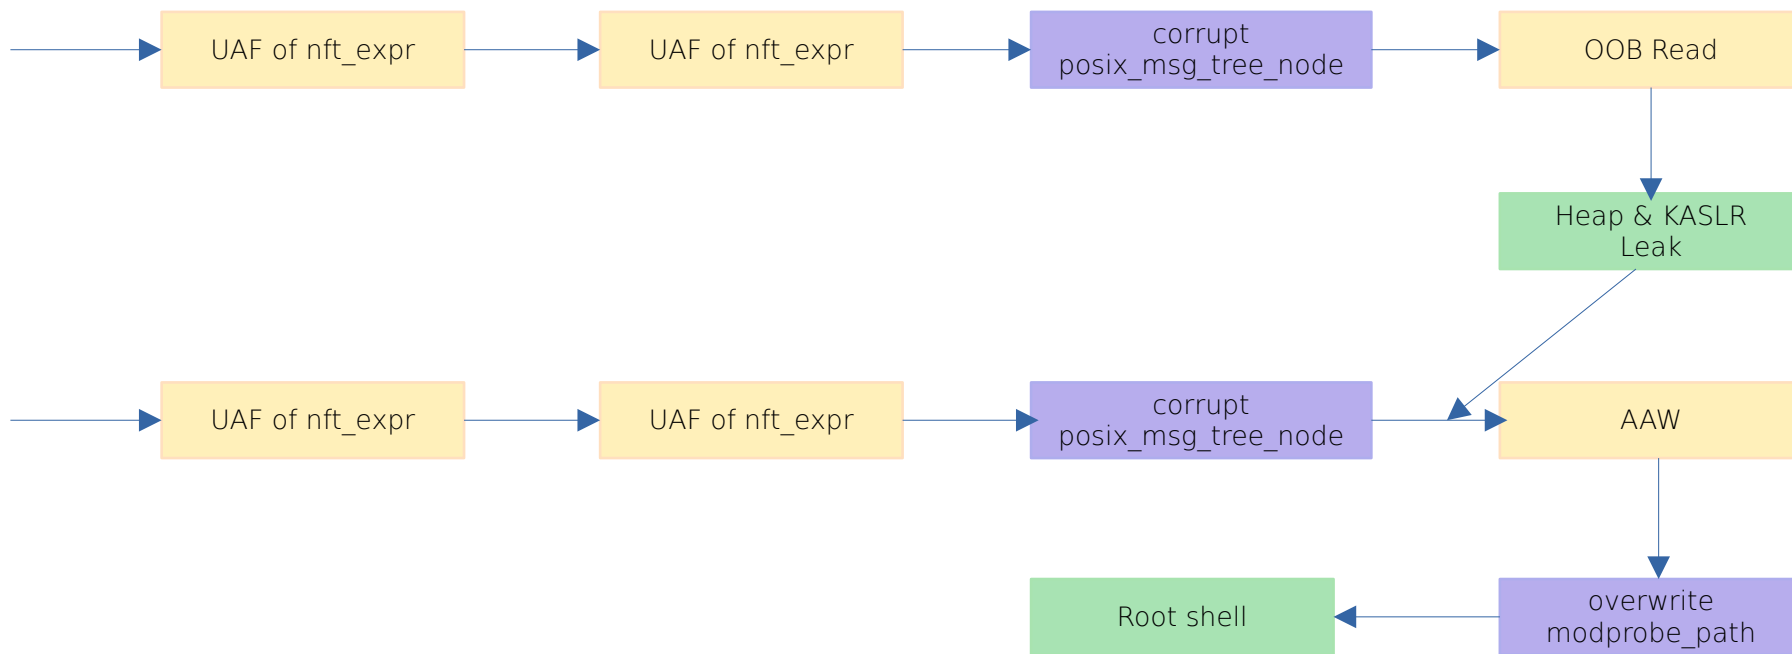 UAF of nft_expr
UAF of nft_expr
corrupt
posix_msg_tree_node
OOB Read
Heap & KASLR
Leak
UAF of nft_expr
UAF of nft_expr
corrupt
posix_msg_tree_node
AAW
Root shell
overwrite
modprobe_path